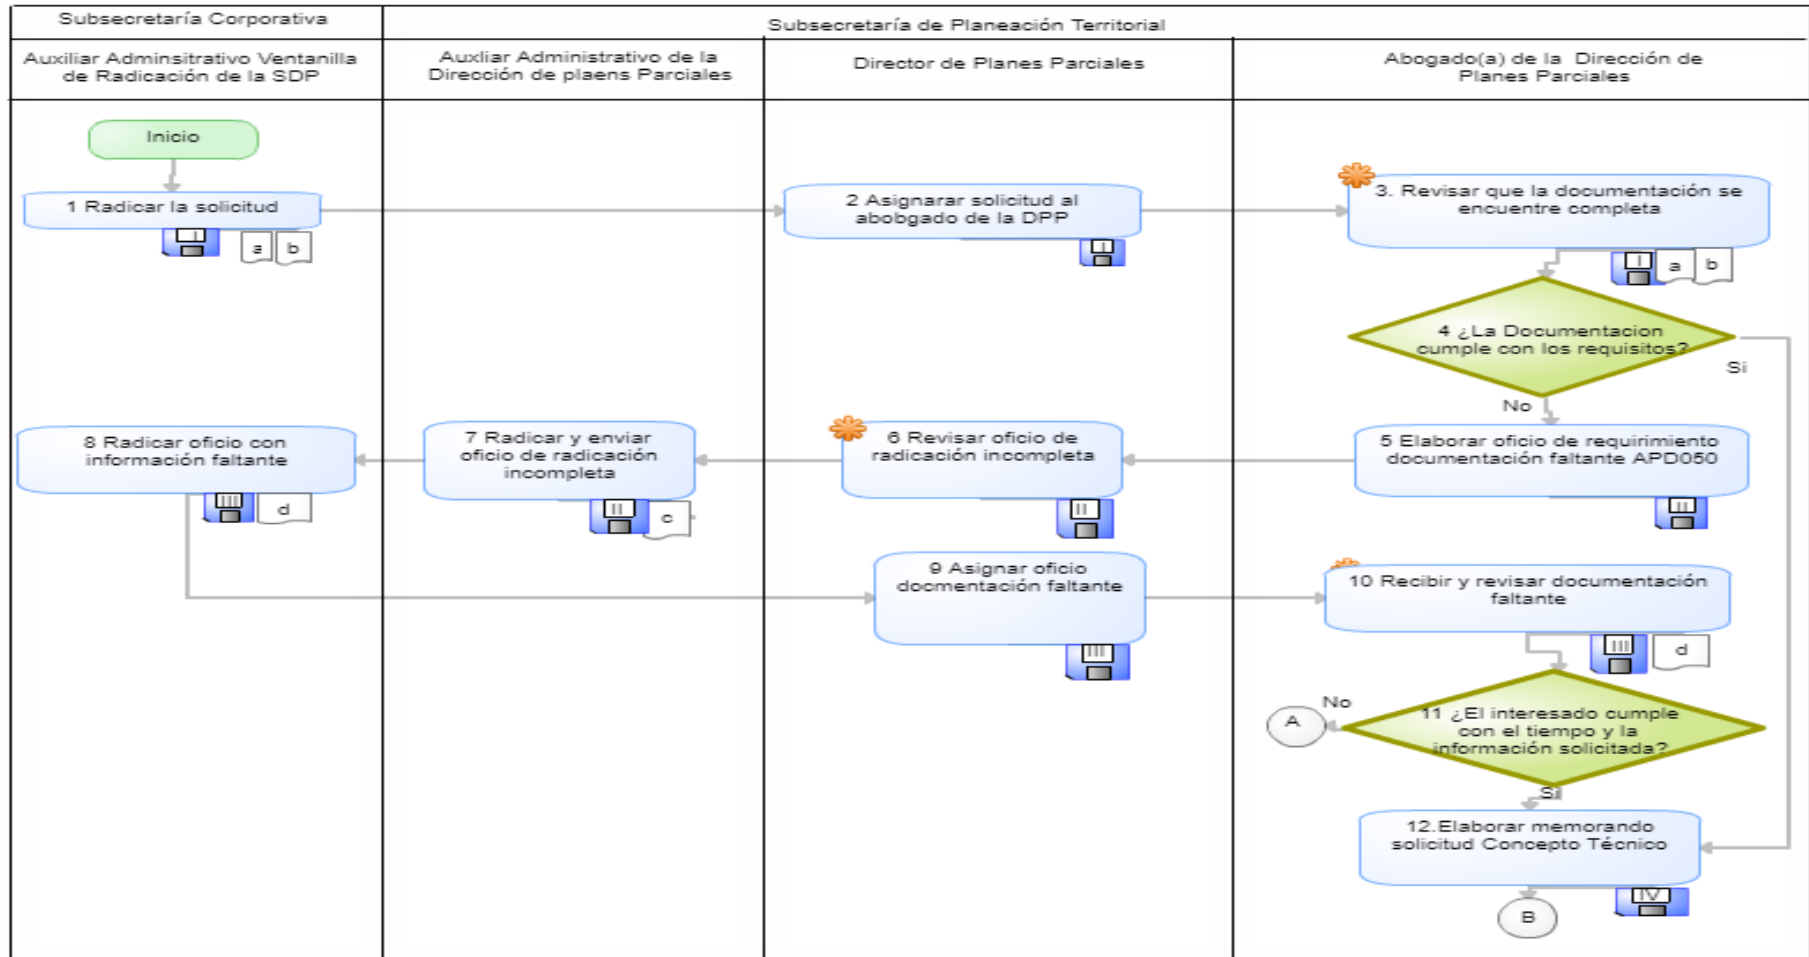 Subsecretaría Corporativa
Subsecretaría de Planeación Territorial
Auxiliar Adminsitrativo Ventanilla
de Radicación de la SDP
Auxliar Administrativo de la
Dirección de plaens Parciales
Director de Planes Parciales
Abogado(a) de la Dirección de
Planes Parciales
Inicio
1 Radicar la solicitud
I
a
b
2 Asignarar solicitud al
abobgado de la DPP
I
3. Revisar que la documentación se
encuentre completa
I
a
b
4 ¿La Documentacion
cumple con los requisitos?
Si
No
5 Elaborar oficio de requirimiento
documentación faltante APD050
II
6 Revisar oficio de
radicación incompleta
II
7 Radicar y enviar
oficio de radicación
incompleta
II
c
8 Radicar oficio con
información faltante
III
d
9 Asignar oficio
docmentación faltante
III
10 Recibir y revisar documentación
faltante
III
d
11 ¿El interesado cumple
con el tiempo y la
información solicitada?
No
A
Si
12.Elaborar memorando
solicitud Concepto Técnico
IV
B